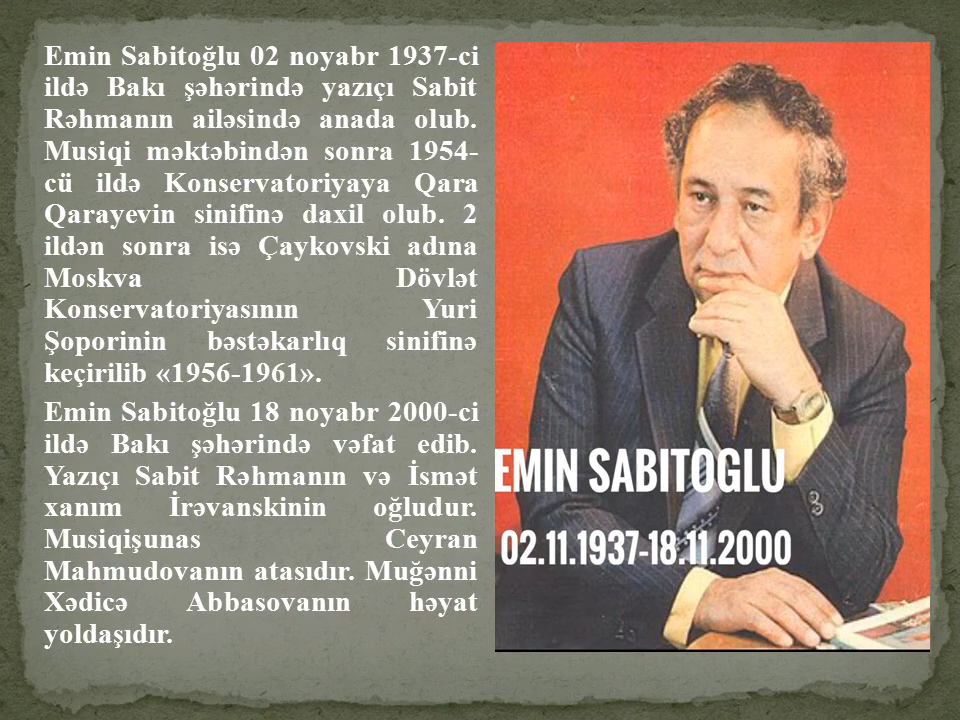 Emin Sabitoğlu 02 noyabr 1937-ci
ildə Bakı şəhərində yazıçı Sabit
Rəhmanın ailəsində anada olub.
Musiqi məktəbindən sonra 1954-
cü ildə Konservatoriyaya Qara
Qarayevin sinifinə daxil olub. 2
ildən sonra isə Çaykovski adına
Moskva Dövlət
Konservatoriyasının Yuri
Şoporinin bəstəkarlıq sinifinə
keçirilib «1956-1961».
Emin Sabitoğlu 18 noyabr 2000-ci
ildə Bakı şəhərində vəfat edib.
Yazıçı Sabit Rəhmanın və İsmət
xanım İrəvanskinin oğludur.
Musiqişunas Ceyran
Mahmudovanın atasıdır. Muğənni
Xədicə Abbasovanın həyat
yoldaşıdır.
EMIN SABITOGLU
02.11.1937-18.11.2000